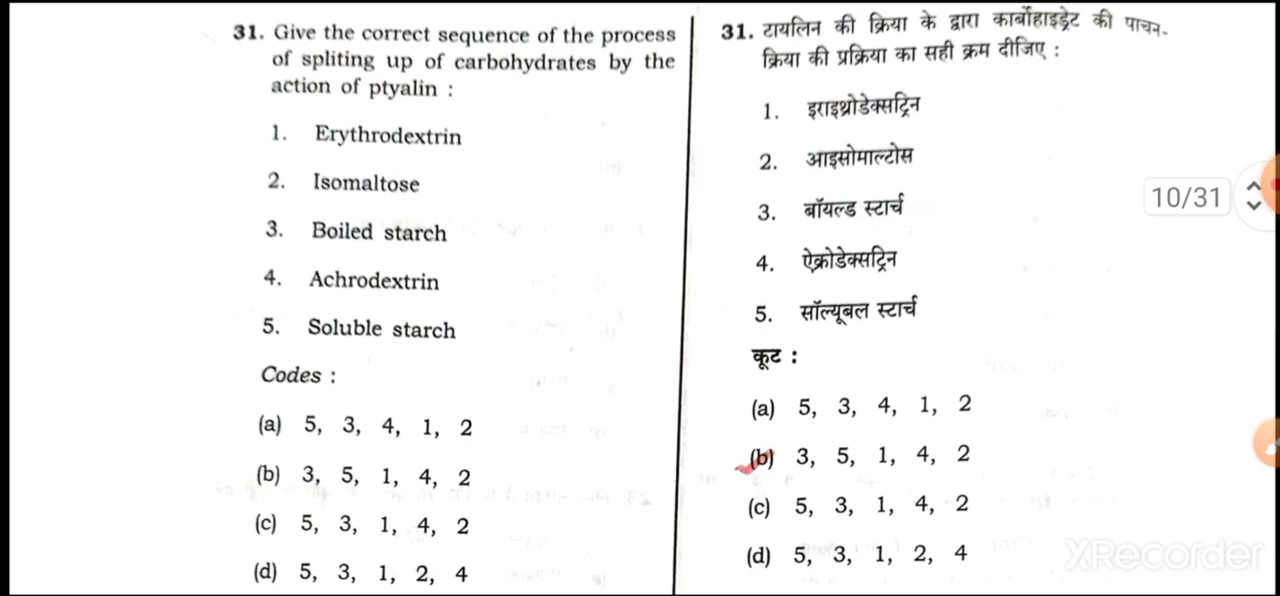 31. Give the correct sequence of the process
of spliting up of carbohydrates by the
action of ptyalin :
1. Erythrodextrin
2. Isomaltose
3. Boiled starch
4. Achrodextrin
5. Soluble starch
Codes :
(a) 5, 3, 4, 1, 2
(b) 3, 5, 1, 4, 2
(c) 5, 3, 1, 4, 2
(d) 5, 3, 1, 2, 4
31. टायलिन की क्रिया के द्वारा कार्बोहाइड्रेट की पाचन-
क्रिया की प्रक्रिया का सही क्रम दीजिए :
1. इराइथ्रोडेक्सट्रिन
2. आइसोमाल्टोस
3. बॉयल्ड स्टार्च
4. ऐक्रोडेक्सट्रिन
5. सॉल्यूबल स्टार्च
कूट :
(a) 5, 3, 4, 1, 2
(b) 3, 5, 1, 4, 2
(c) 5, 3, 1, 4, 2
(d) 5, 3, 1, 2, 4
10/31
XRecorder